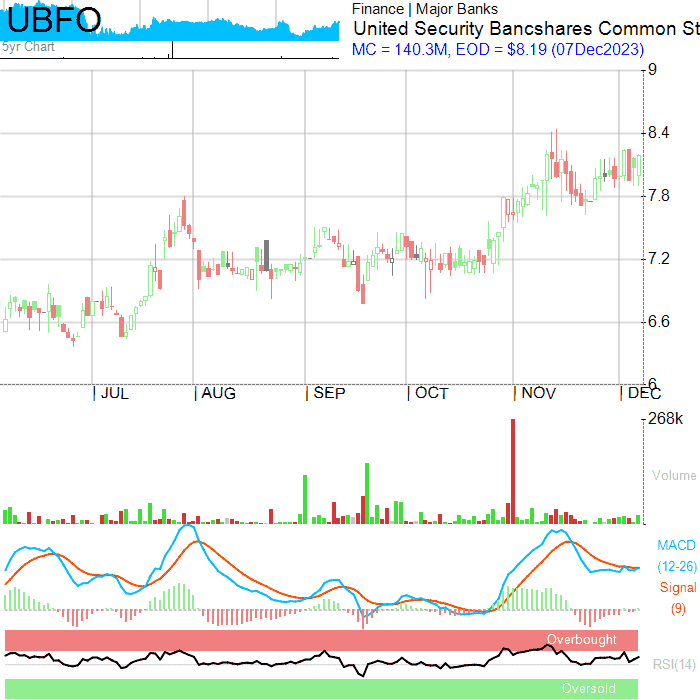 UBFO
5yr Chart
Finance | Major Banks
United Security Bancshares Common St
MC = 140.3M, EOD = $8.19 (07Dec2023)
9
8.4
7.8
7.2
6.6
6
JUL AUG SEP OCT NOV DEC
268k
Volume
MACD
(12-26)
Signal
(9)
Overbought
RSI(14)
Oversold